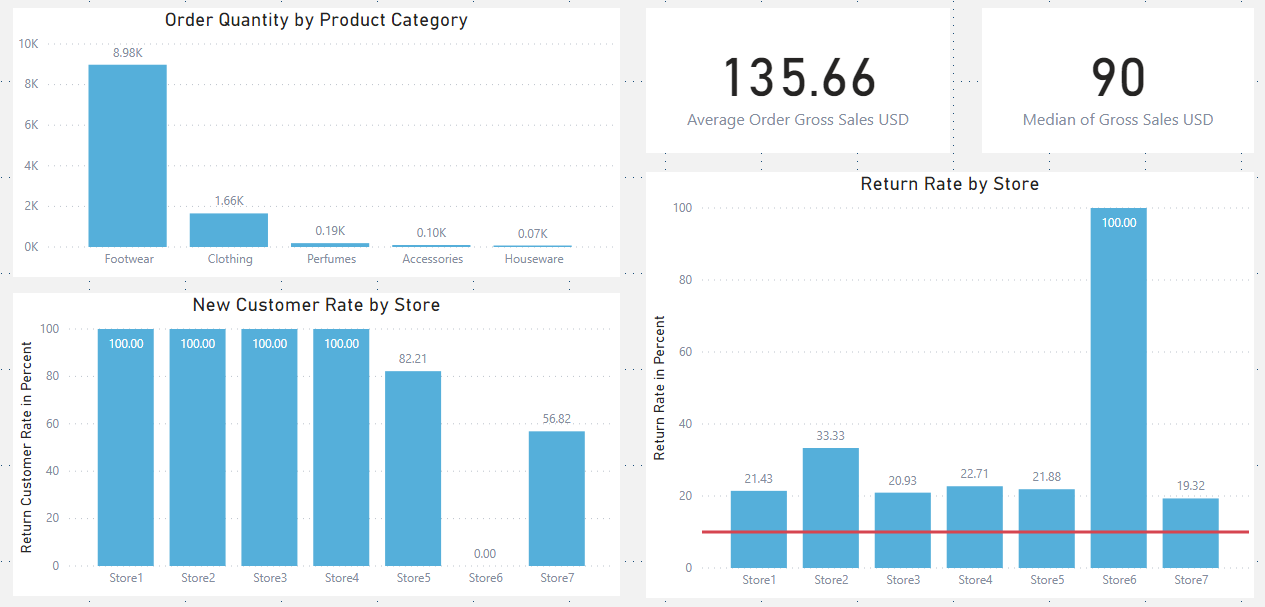 Order Quantity by Product Category
10K
8K
6K
4K
2K
0K
8.98K
1.66K
0.19K
0.10K
0.07K
Footwear Clothing Perfumes Accessories Houseware
135.66
Average Order Gross Sales USD
90
Median of Gross Sales USD
New Customer Rate by Store
Return Customer Rate in Percent
100
80
60
40
20
0
100.00 100.00 100.00 100.00
82.21
0.00
56.82
Store1 Store2 Store3 Store4 Store5 Store6 Store7
Return Rate by Store
Return Rate in Percent
100
80
60
40
20
0
21.43
33.33
20.93
22.71
21.88
100.00
19.32
Store1 Store2 Store3 Store4 Store5 Store6 Store7